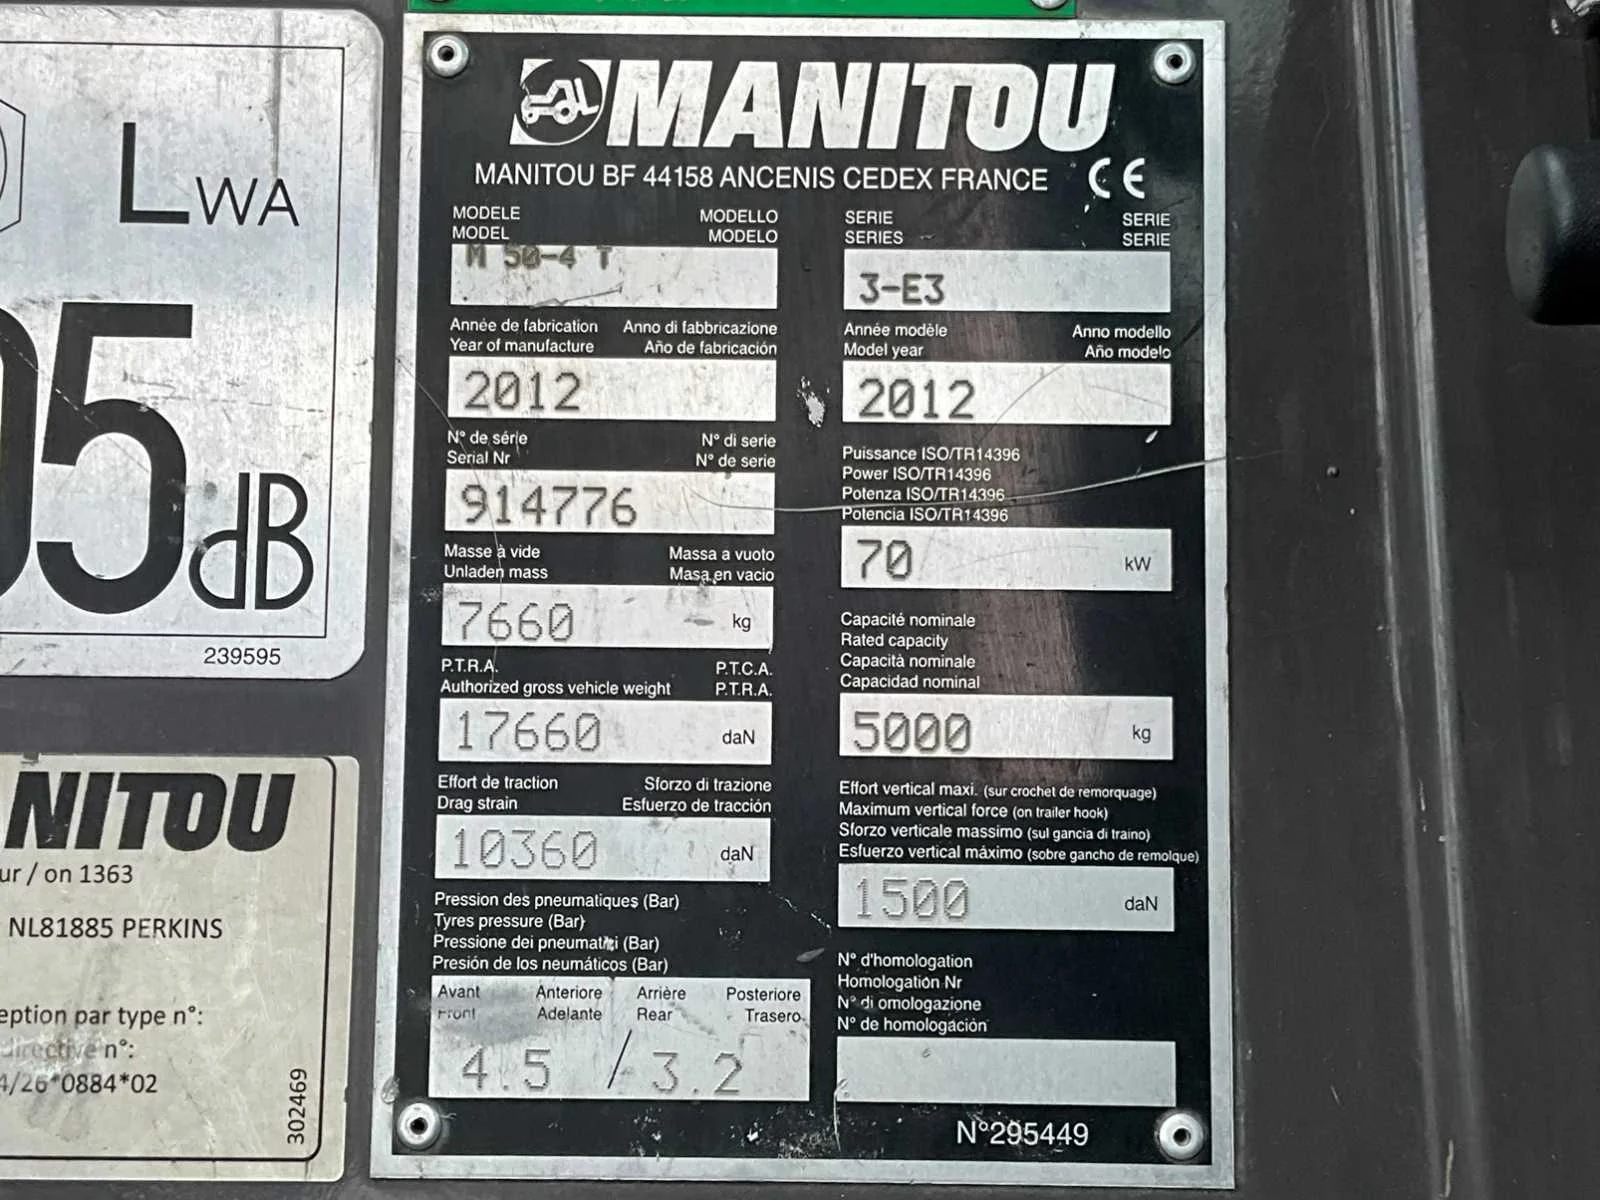 LWA
05 dB
239595
NITOU
ur / on 1363
NL81885 PERKINS
eption par type n°:
directive n°:
4/26*0884*02
302469
MANITOU
MANITOU BF 44158 ANCENIS CEDEX FRANCE CE
MODELE MODELLO
MODEL MODELO
M 50-4 T
Année de fabrication Anno di fabbricazione
Year of manufacture Año de fabricación
2012
N° de série N° di serie
Serial Nr N° de serie
914776
Masse à vide Massa a vuoto
Unladen mass Masa en vacio
7660 kg
P.T.R.A. P.T.C.A.
Authorized gross vehicle weight P.T.R.A.
17660 daN
Effort de traction Sforzo di trazione
Drag strain Esfuerzo de tracción
10360 daN
Pression des pneumatiques (Bar)
Tyres pressure (Bar)
Pressione dei pneumatici (Bar)
Presión de los neumáticos (Bar)
Avant Anteriore Arrière Posteriore
Front Adelante Rear Trasero
4.5 / 3.2
SERIE SERIE
SERIES SERIE
3-E3
Année modèle Anno modello
Model year Año modelo
2012
Puissance ISO/TR14396
Power ISO/TR14396
Potenza ISO/TR14396
Potencia ISO/TR14396
70 kW
Capacité nominale
Rated capacity
Capacità nominale
Capacidad nominal
5000 kg
Effort vertical maxi. (sur crochet de remorquage)
Maximum vertical force (on trailer hook)
Sforzo verticale massimo (sul gancia di traino)
Esfuerzo vertical máximo (sobre gancho de remolque)
1500 daN
N° d'homologation
Homologation Nr
N° di omologazione
N° de homologación
N°295449